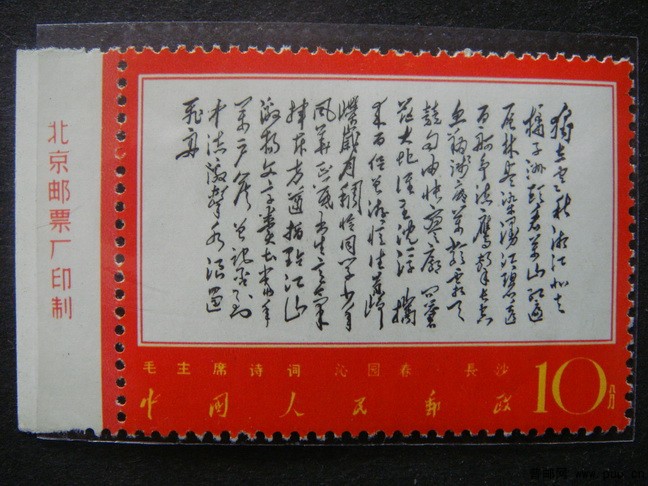 北京邮票厂印制
独立寒秋湘江北去
橘子洲头看万山红遍
层林尽染漫江碧透
百舸争流鹰击长空
鱼翔浅底万类霜天
竞自由怅寥廓问苍
茫大地谁主沉浮携
来百侣曾游忆往昔峥
嵘岁月稠恰同学少年
风华正茂书生意气
挥斥方遒指点江山
激扬文字粪土当年
万户侯曾记否到
中流击水浪遏
飞舟
毛主席诗词 沁园春·長沙
中国人民邮政 10分